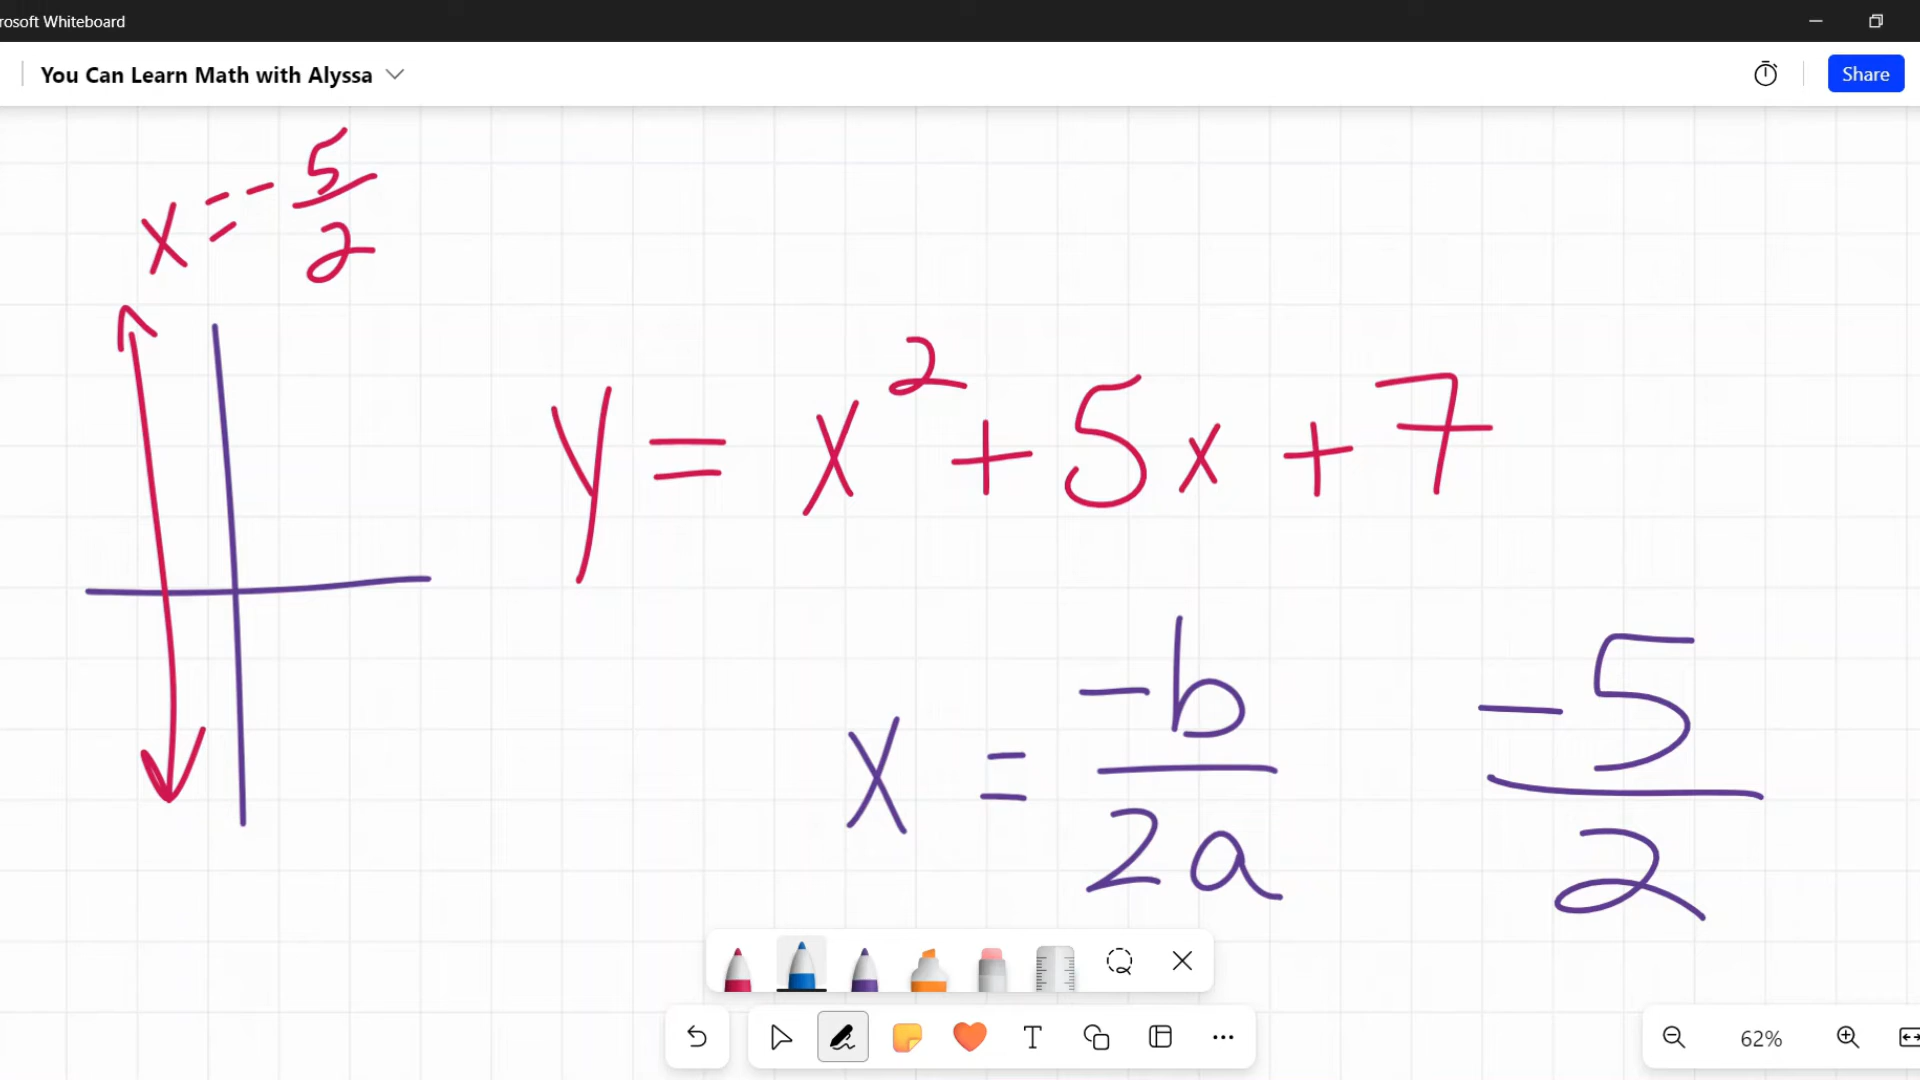 rosoft Whiteboard
You Can Learn Math with Alyssa
Share
x = - 5/2
y = x² + 5x + 7
x = -b/2a
-5/2
T
62%